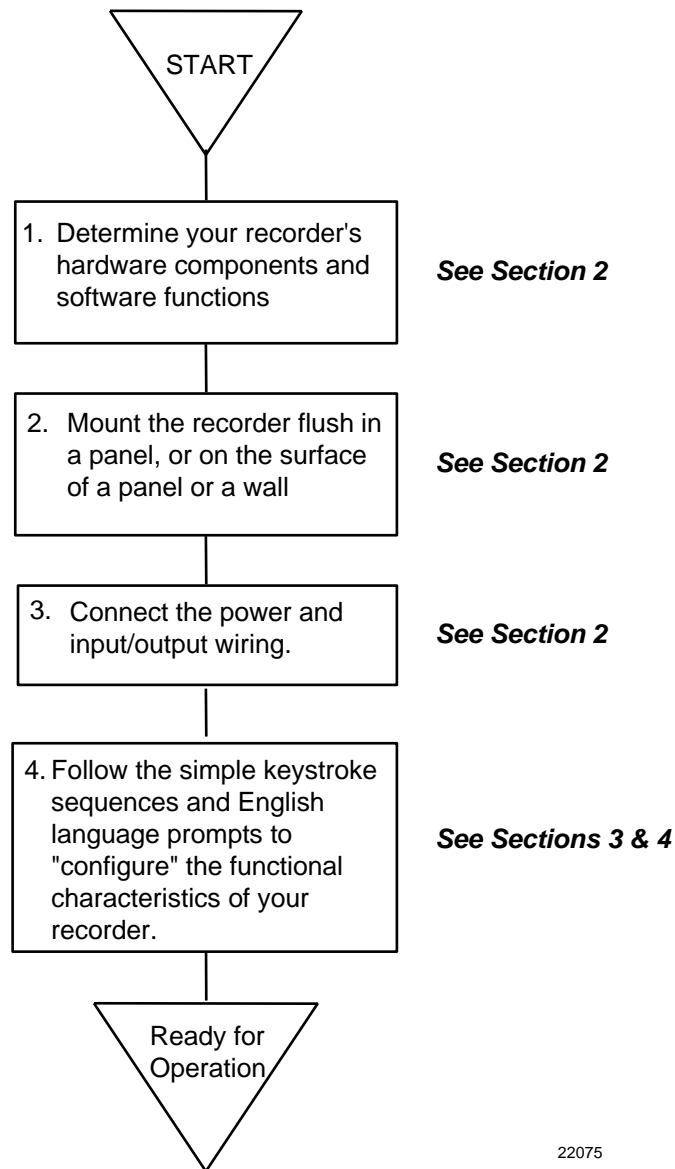 START
1. Determine your recorder's
hardware components and
software functions
See Section 2
2. Mount the recorder flush in
a panel, or on the surface
of a panel or a wall
See Section 2
3. Connect the power and
input/output wiring.
See Section 2
4. Follow the simple keystroke
sequences and English
language prompts to
"configure" the functional
characteristics of your
recorder.
See Sections 3 & 4
Ready for
Operation
22075